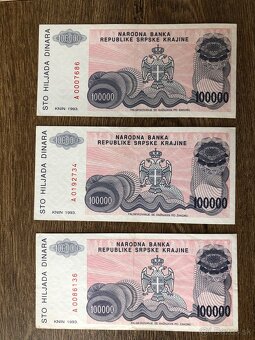 NARODNA BANKA
REPUBLIKE SRPSKE KRAJINE
STO HILJADA DINARA
KNIN 1993.
A 0007686
100000
100000
NARODNA BANKA
REPUBLIKE SRPSKE KRAJINE
STO HILJADA DINARA
KNIN 1993.
A 0192734
100000
100000
NARODNA BANKA
REPUBLIKE SRPSKE KRAJINE
STO HILJADA DINARA
KNIN 1993.
A 0086136
100000
100000